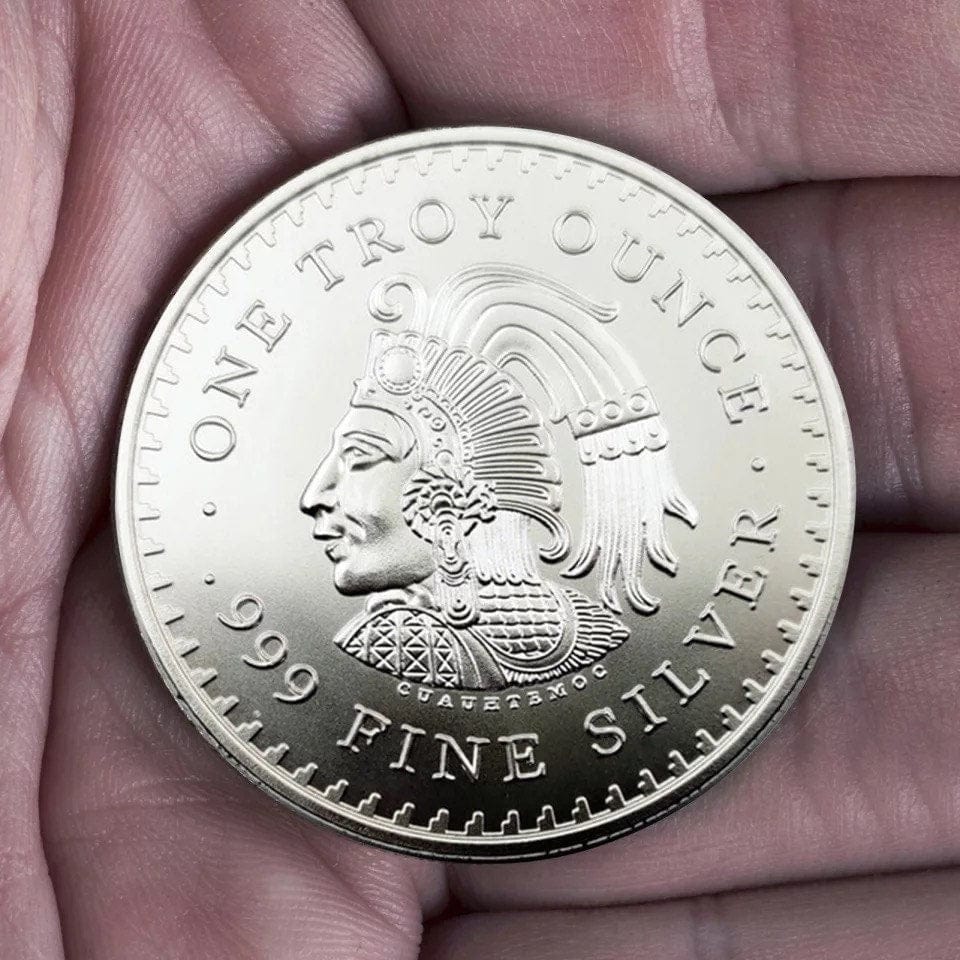 ONE TROY OUNCE
CUAUHTEMOC
.999 FINE SILVER